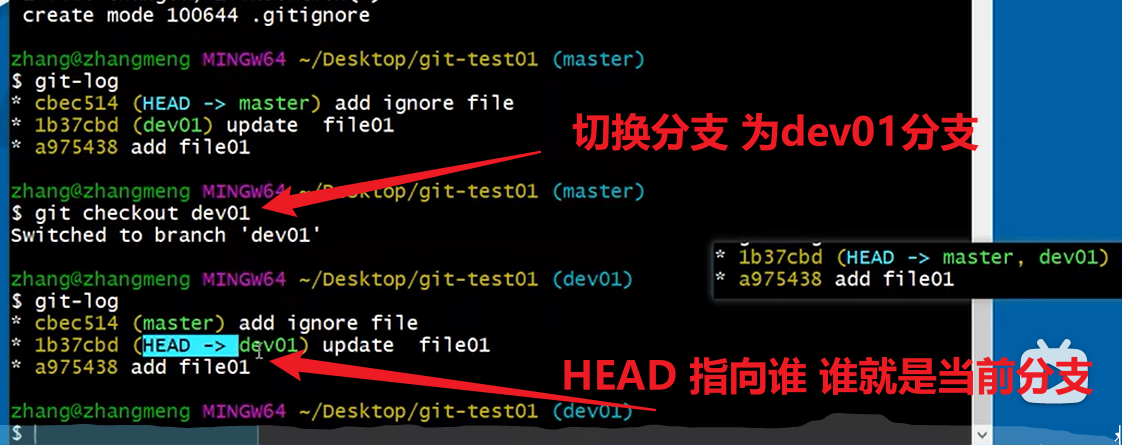 create mode 100644 .gitignore
zhang@zhangmeng MINGW64 ~/Desktop/git-test01 (master)
$ git-log
* cbec514 (HEAD -> master) add ignore file
* 1b37cbd (dev01) update  file01
* a975438 add file01
切换分支 为dev01分支
zhang@zhangmeng MINGW64 ~/Desktop/git-test01 (master)
$ git checkout dev01
Switched to branch 'dev01'
* 1b37cbd (HEAD -> master, dev01)
* a975438 add file01
zhang@zhangmeng MINGW64 ~/Desktop/git-test01 (dev01)
$ git-log
* cbec514 (master) add ignore file
* 1b37cbd (HEAD -> dev01) update  file01
* a975438 add file01
HEAD 指向谁 谁就是当前分支
zhang@zhangmeng MINGW64 ~/Desktop/git-test01 (dev01)
$